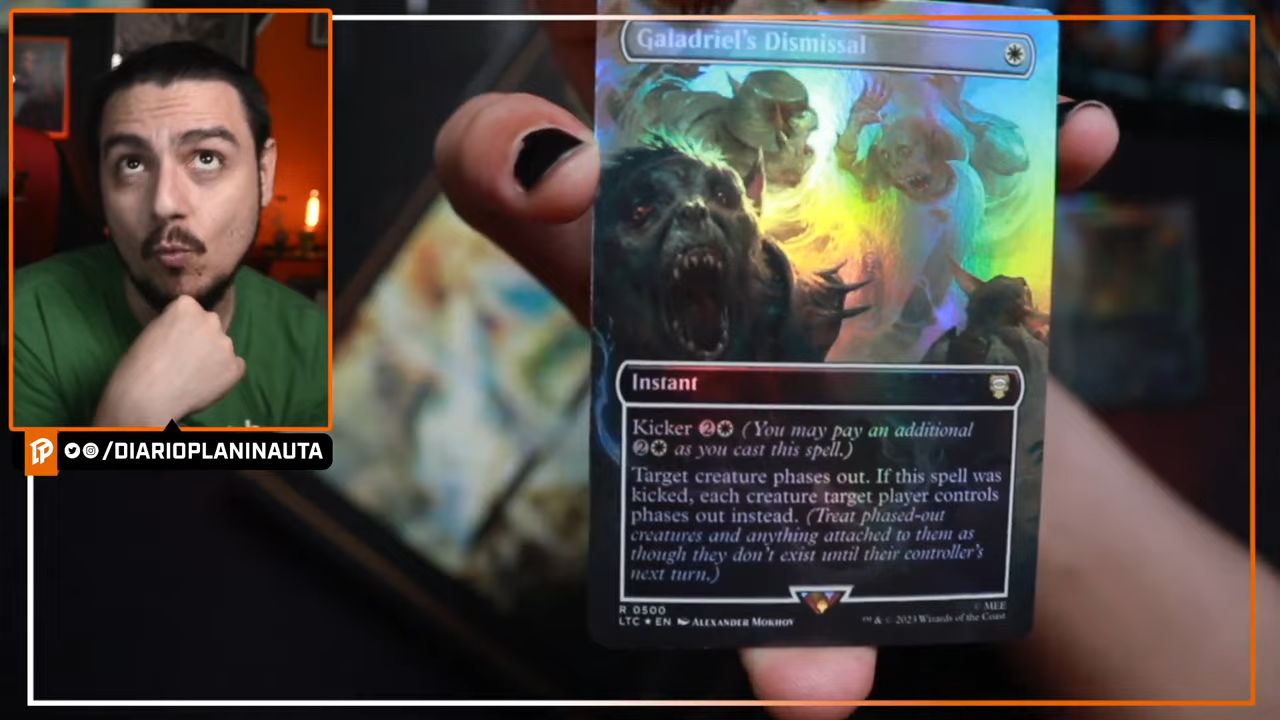 Galadriel's Dismissal
Instant
Kicker 2 (You may pay an additional
2 as you cast this spell.)
Target creature phases out. If this spell was
kicked, each creature target player controls
phases out instead. (Treat phased-out
creatures and anything attached to them as
though they don't exist until their controller's
next turn.)
R 0500
LTC ★ EN ALEXANDER MOKHOV
© MEE
™ & © 2023 Wizards of the Coast
/DIARIOPLANINAUTA